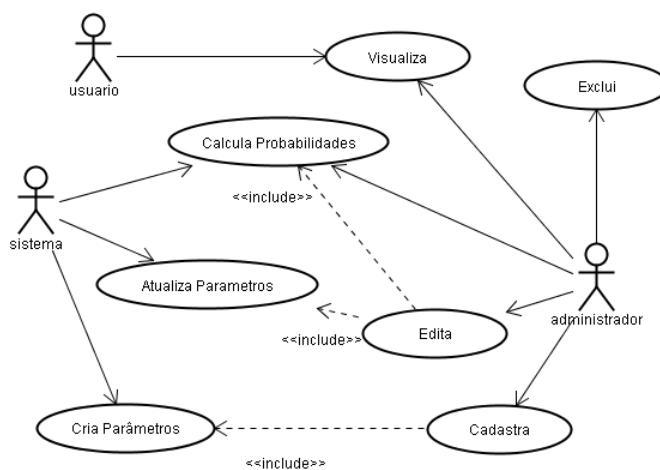 Visualiza
usuario
Exclui
Calcula Probabilidades
<<include>>
sistema
Atualiza Parametros
administrador
Edita
<<include>>
Cria Parâmetros
Cadastra
<<include>>